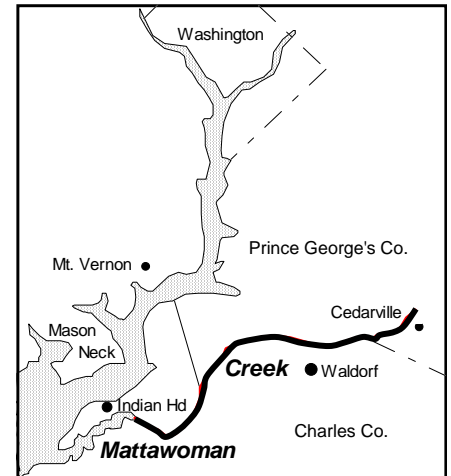 Washington
Prince George's Co.
Mt. Vernon
Cedarville
Mason
Neck
Creek
Waldorf
Indian Hd
Charles Co.
Mattawoman